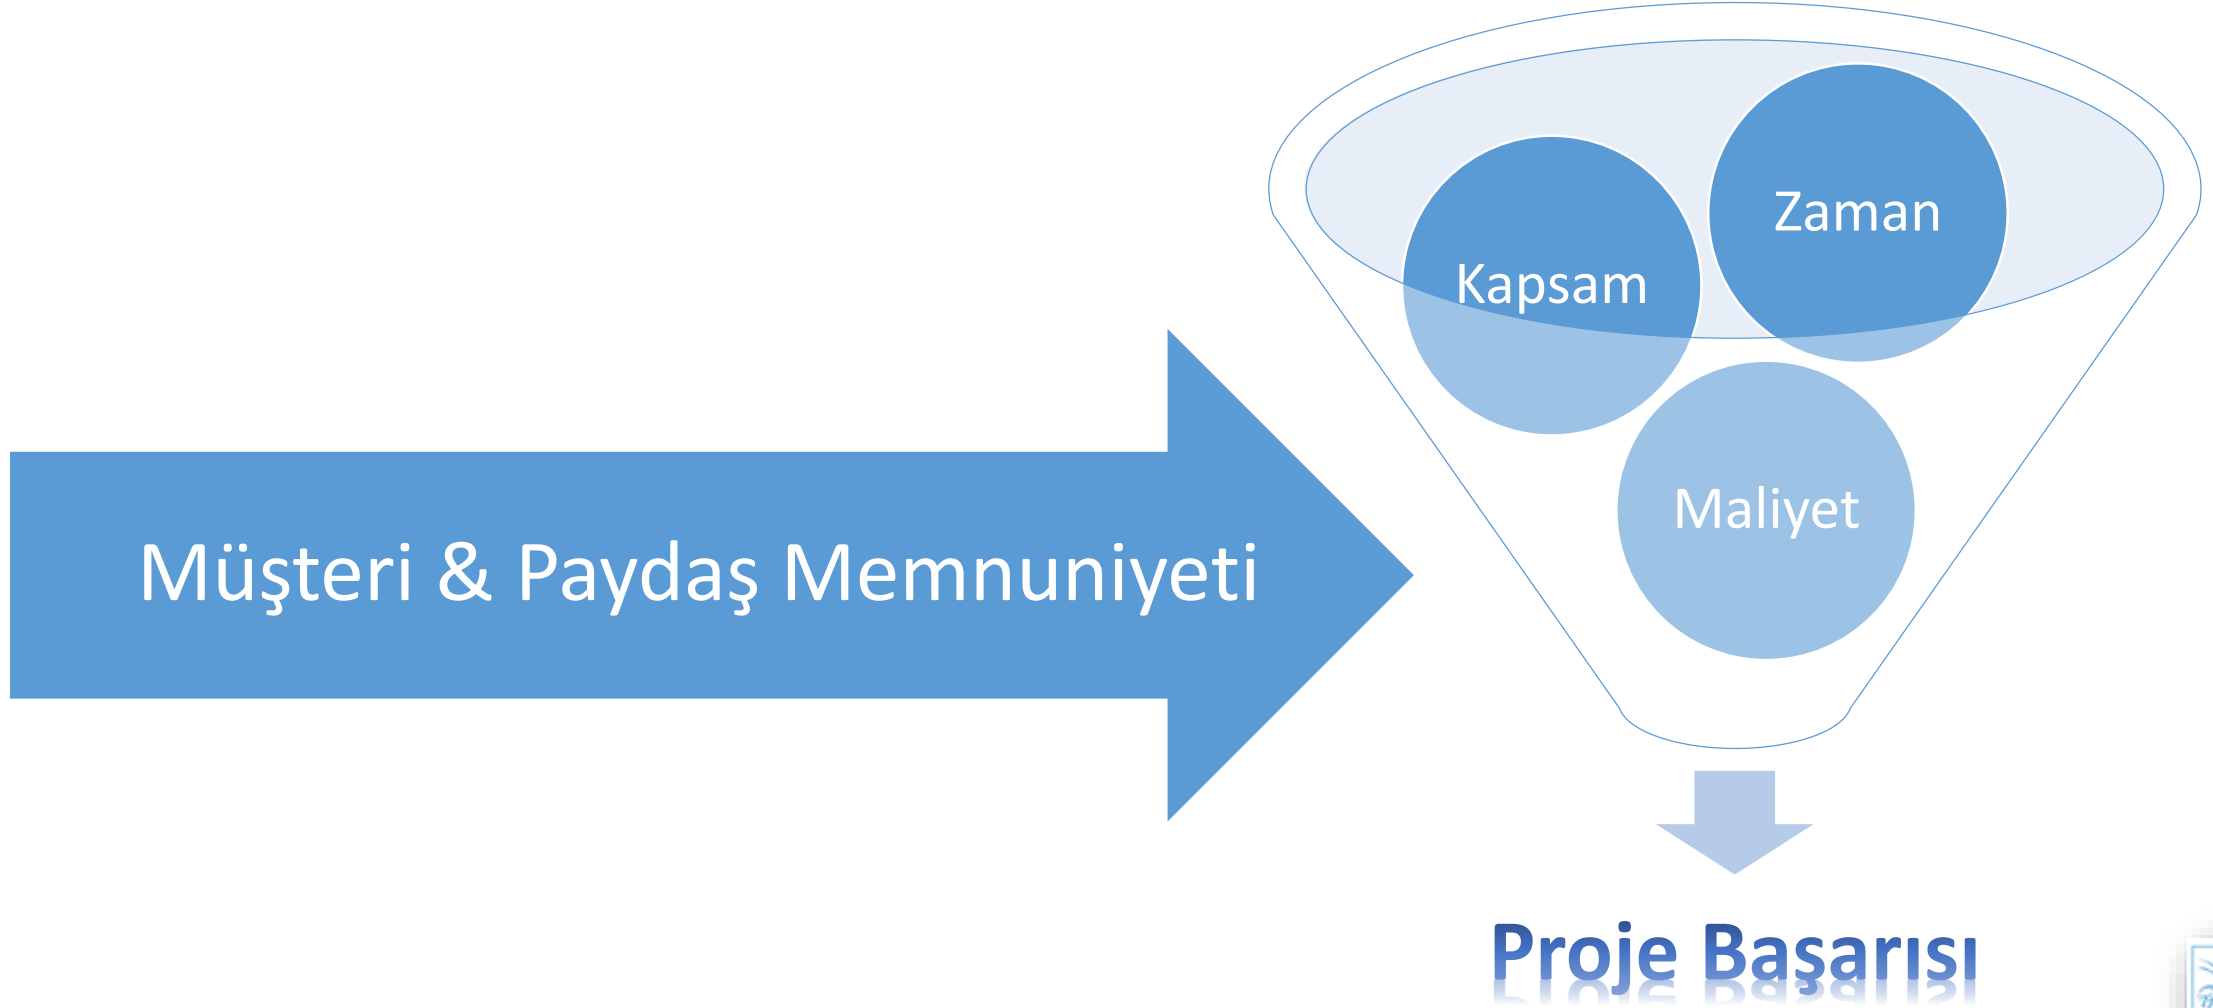 Zaman
Kapsam
Maliyet
Müşteri & Paydaş Memnuniyeti
Proje Başarısı